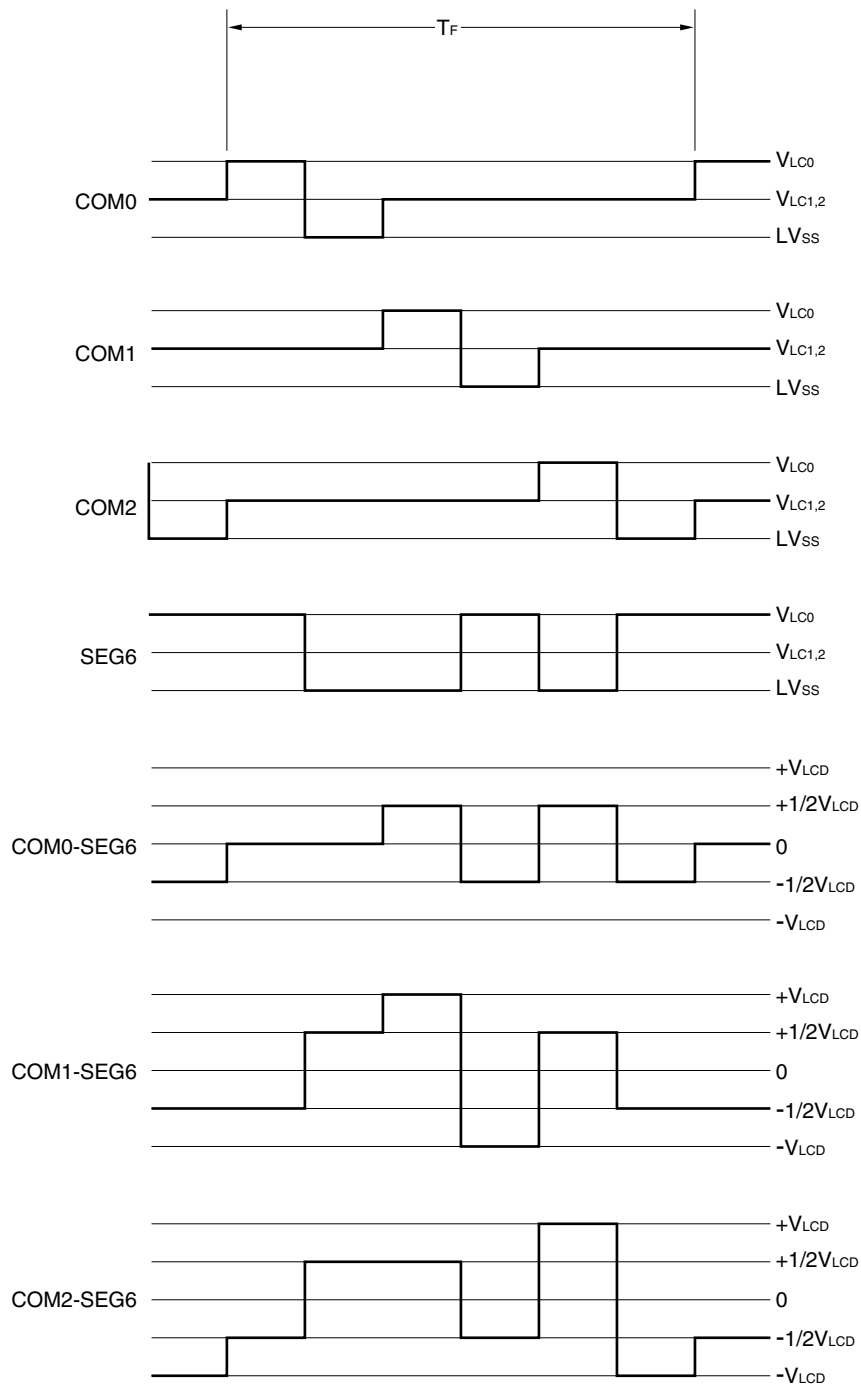 TF
VLC0
COM0
VLC1,2
LVSS
VLC0
COM1
VLC1,2
LVSS
VLC0
COM2
VLC1,2
LVSS
VLC0
SEG6
VLC1,2
LVSS
+VLCD
+1/2VLCD
COM0-SEG6
0
-1/2VLCD
-VLCD
+VLCD
+1/2VLCD
COM1-SEG6
0
-1/2VLCD
-VLCD
+VLCD
+1/2VLCD
COM2-SEG6
0
-1/2VLCD
-VLCD